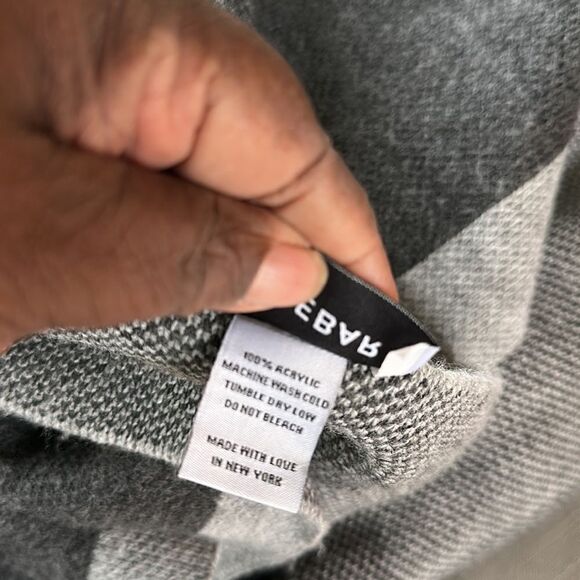 EBAR
100% ACRYLIC
MACHINE WASH COLD
TUMBLE DRY LOW
DO NOT BLEACH
MADE WITH LOVE
IN NEW YORK